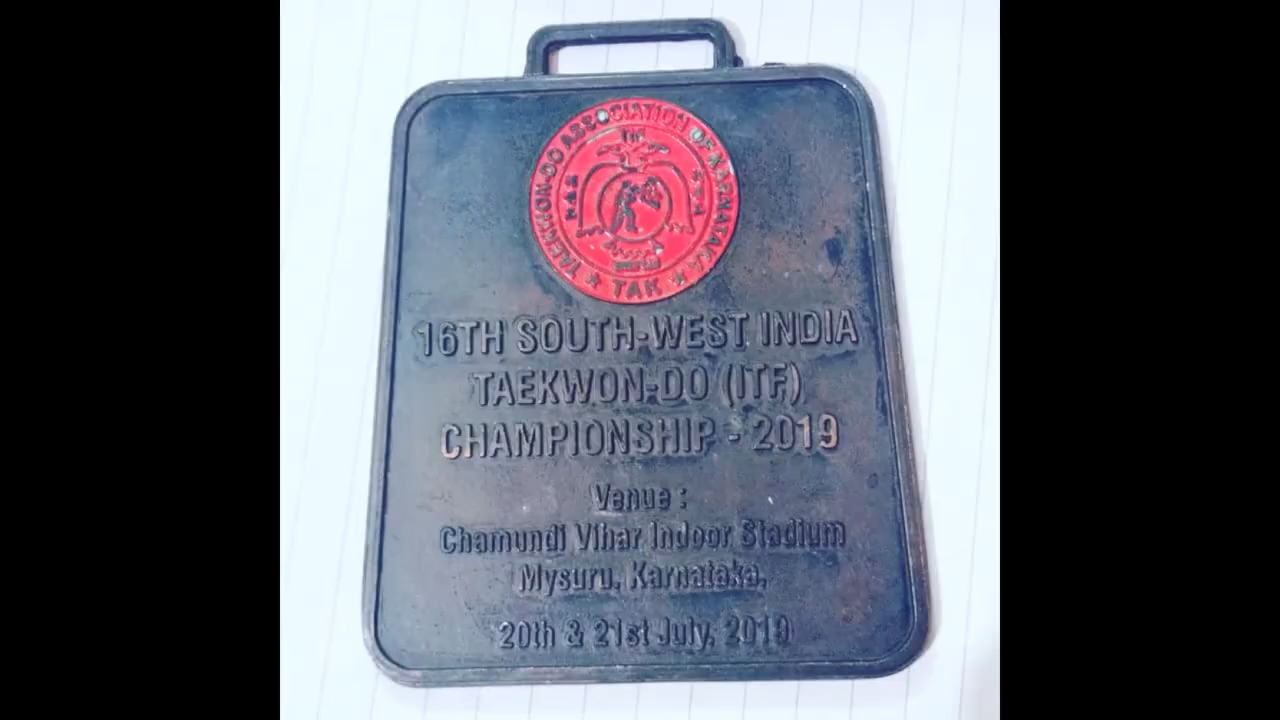 TAEKWON-DO ASSOCIATION OF KARNATAKA
★ TAK ★
16TH SOUTH-WEST INDIA
TAEKWON-DO (ITF)
CHAMPIONSHIP - 2019
Venue :
Chamundi Vihar Indoor Stadium
Mysuru, Karnataka,
20th & 21st July, 2019